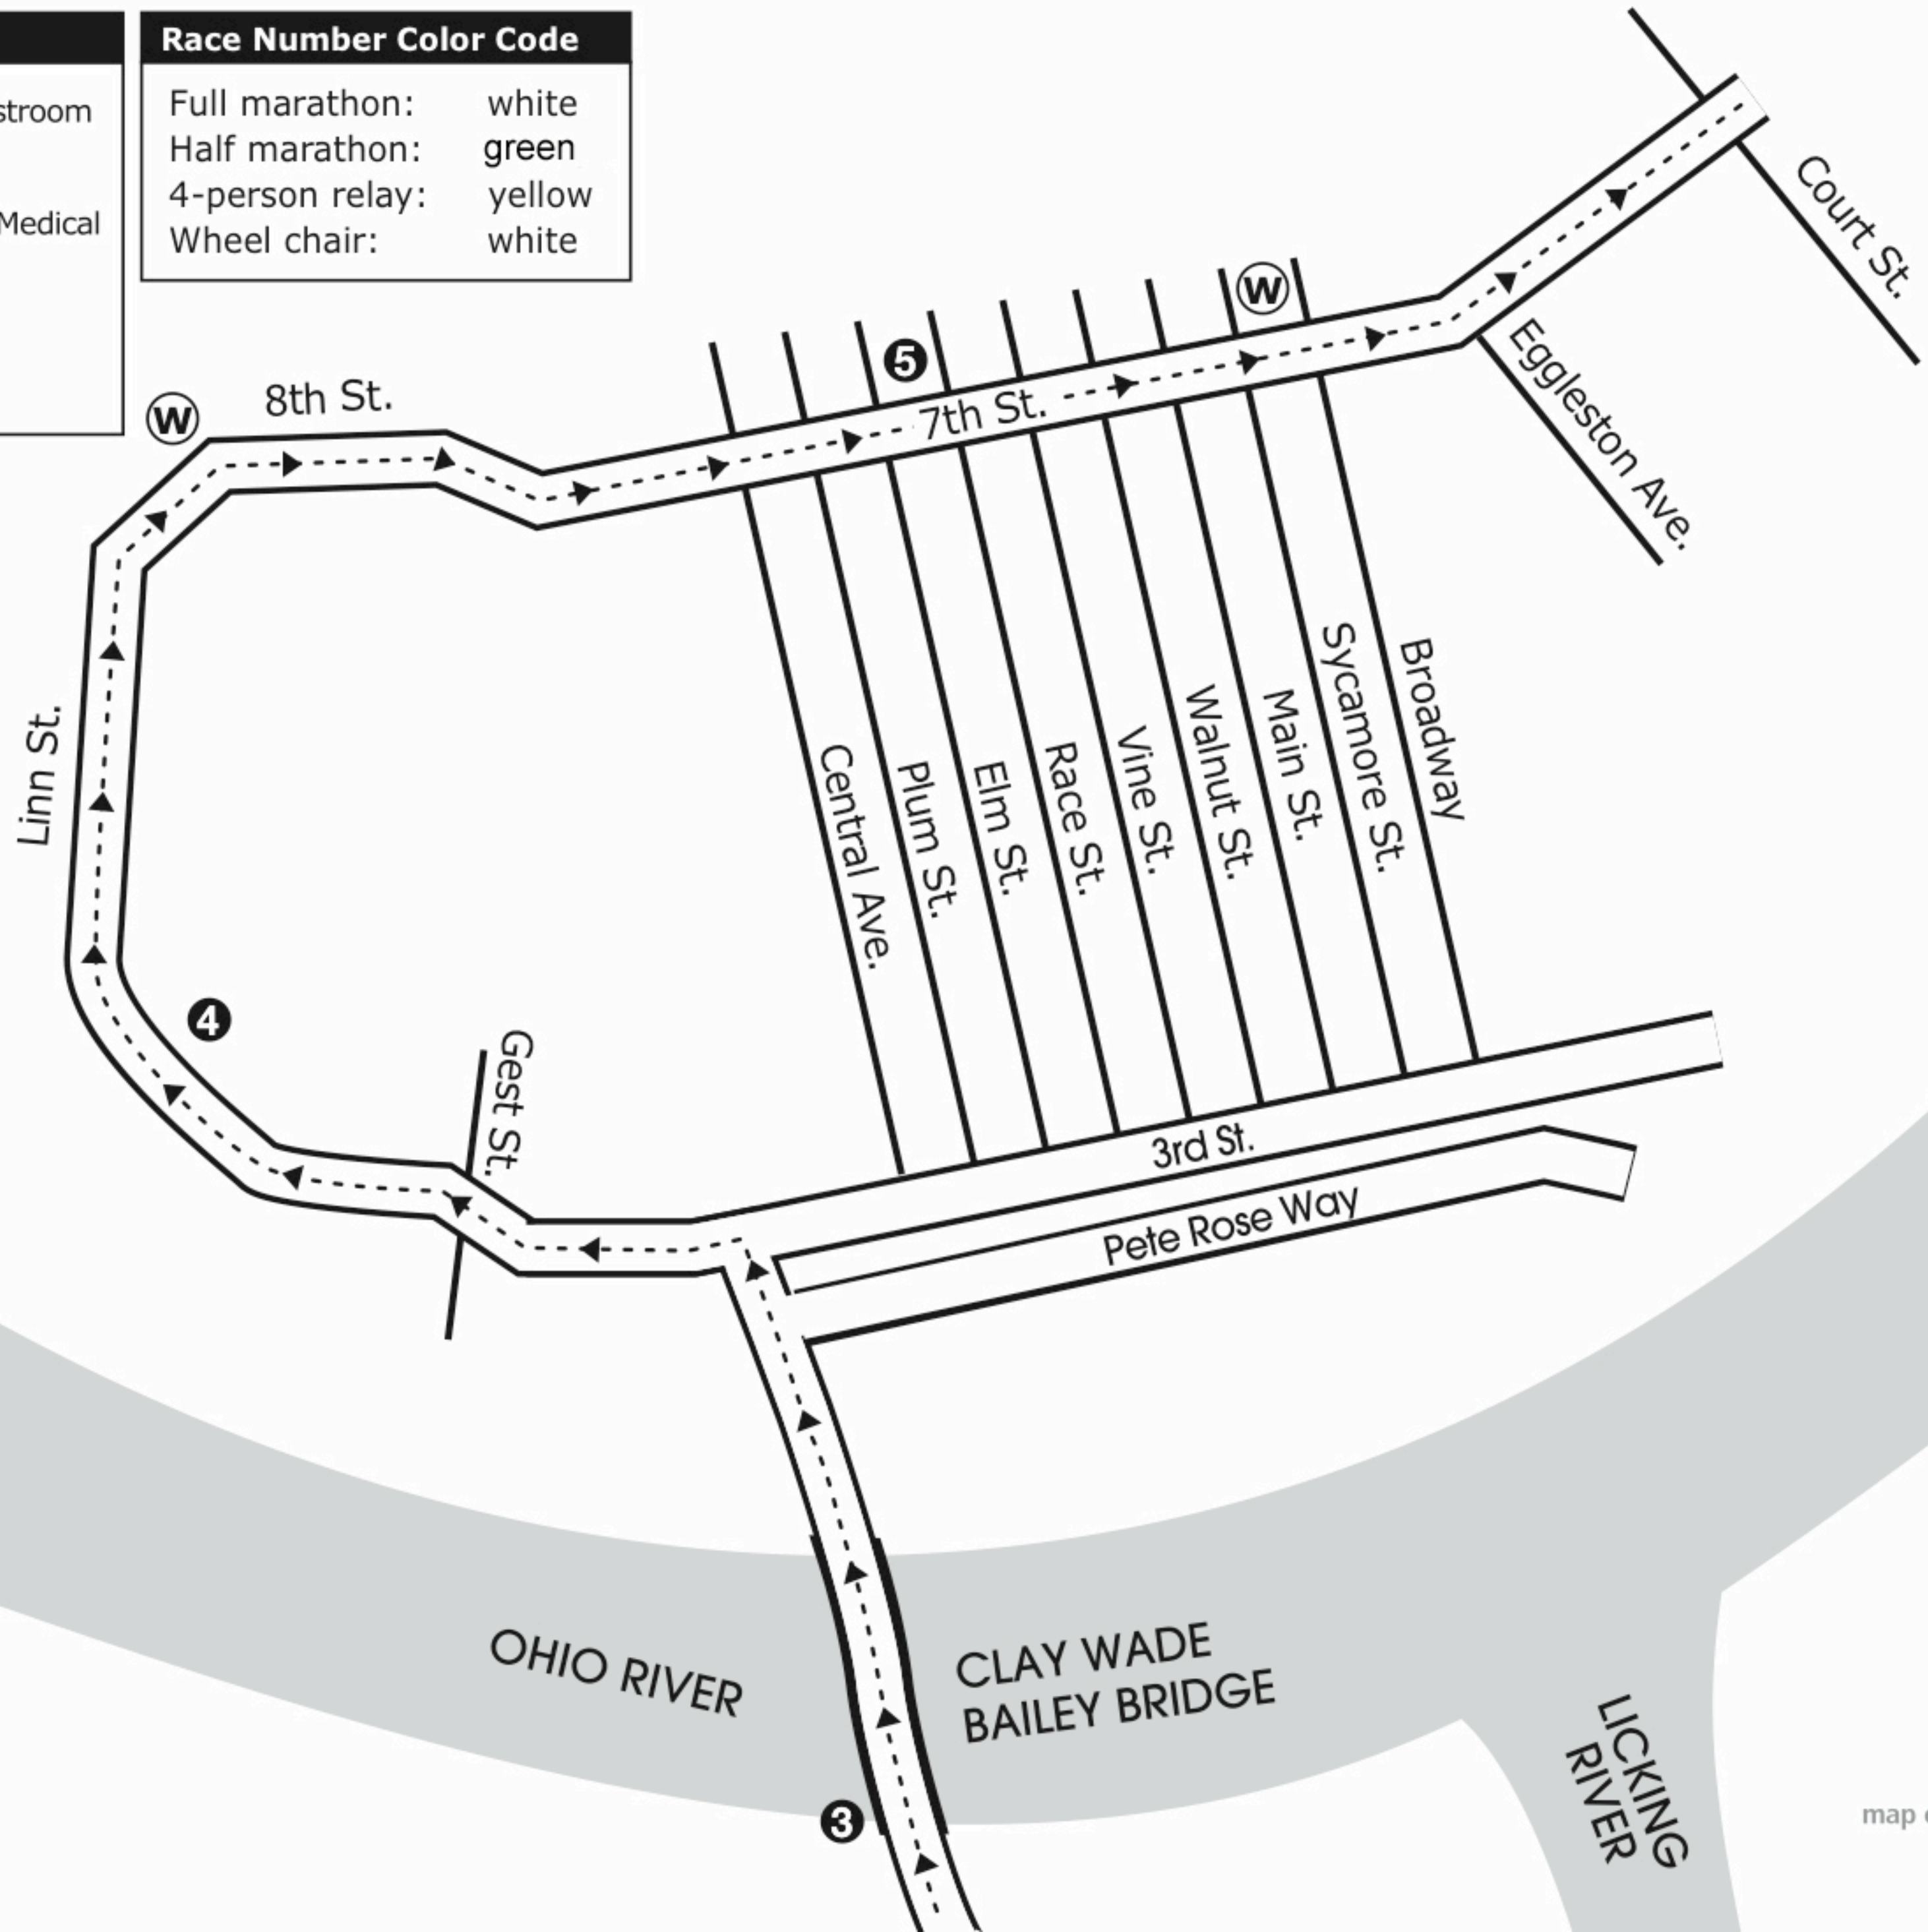 stroom
Medical
Race Number Color Code
Full marathon: white
Half marathon: green
4-person relay: yellow
Wheel chair: white
Court St.
W
5
8th St.
W
7th St.
Eggleston Ave.
Linn St.
Central Ave.
Plum St.
Elm St.
Race St.
Vine St.
Walnut St.
Main St.
Sycamore St.
Broadway
4
Gest St.
3rd St.
Pete Rose Way
OHIO RIVER
CLAY WADE
BAILEY BRIDGE
LICKING
RIVER
3
map